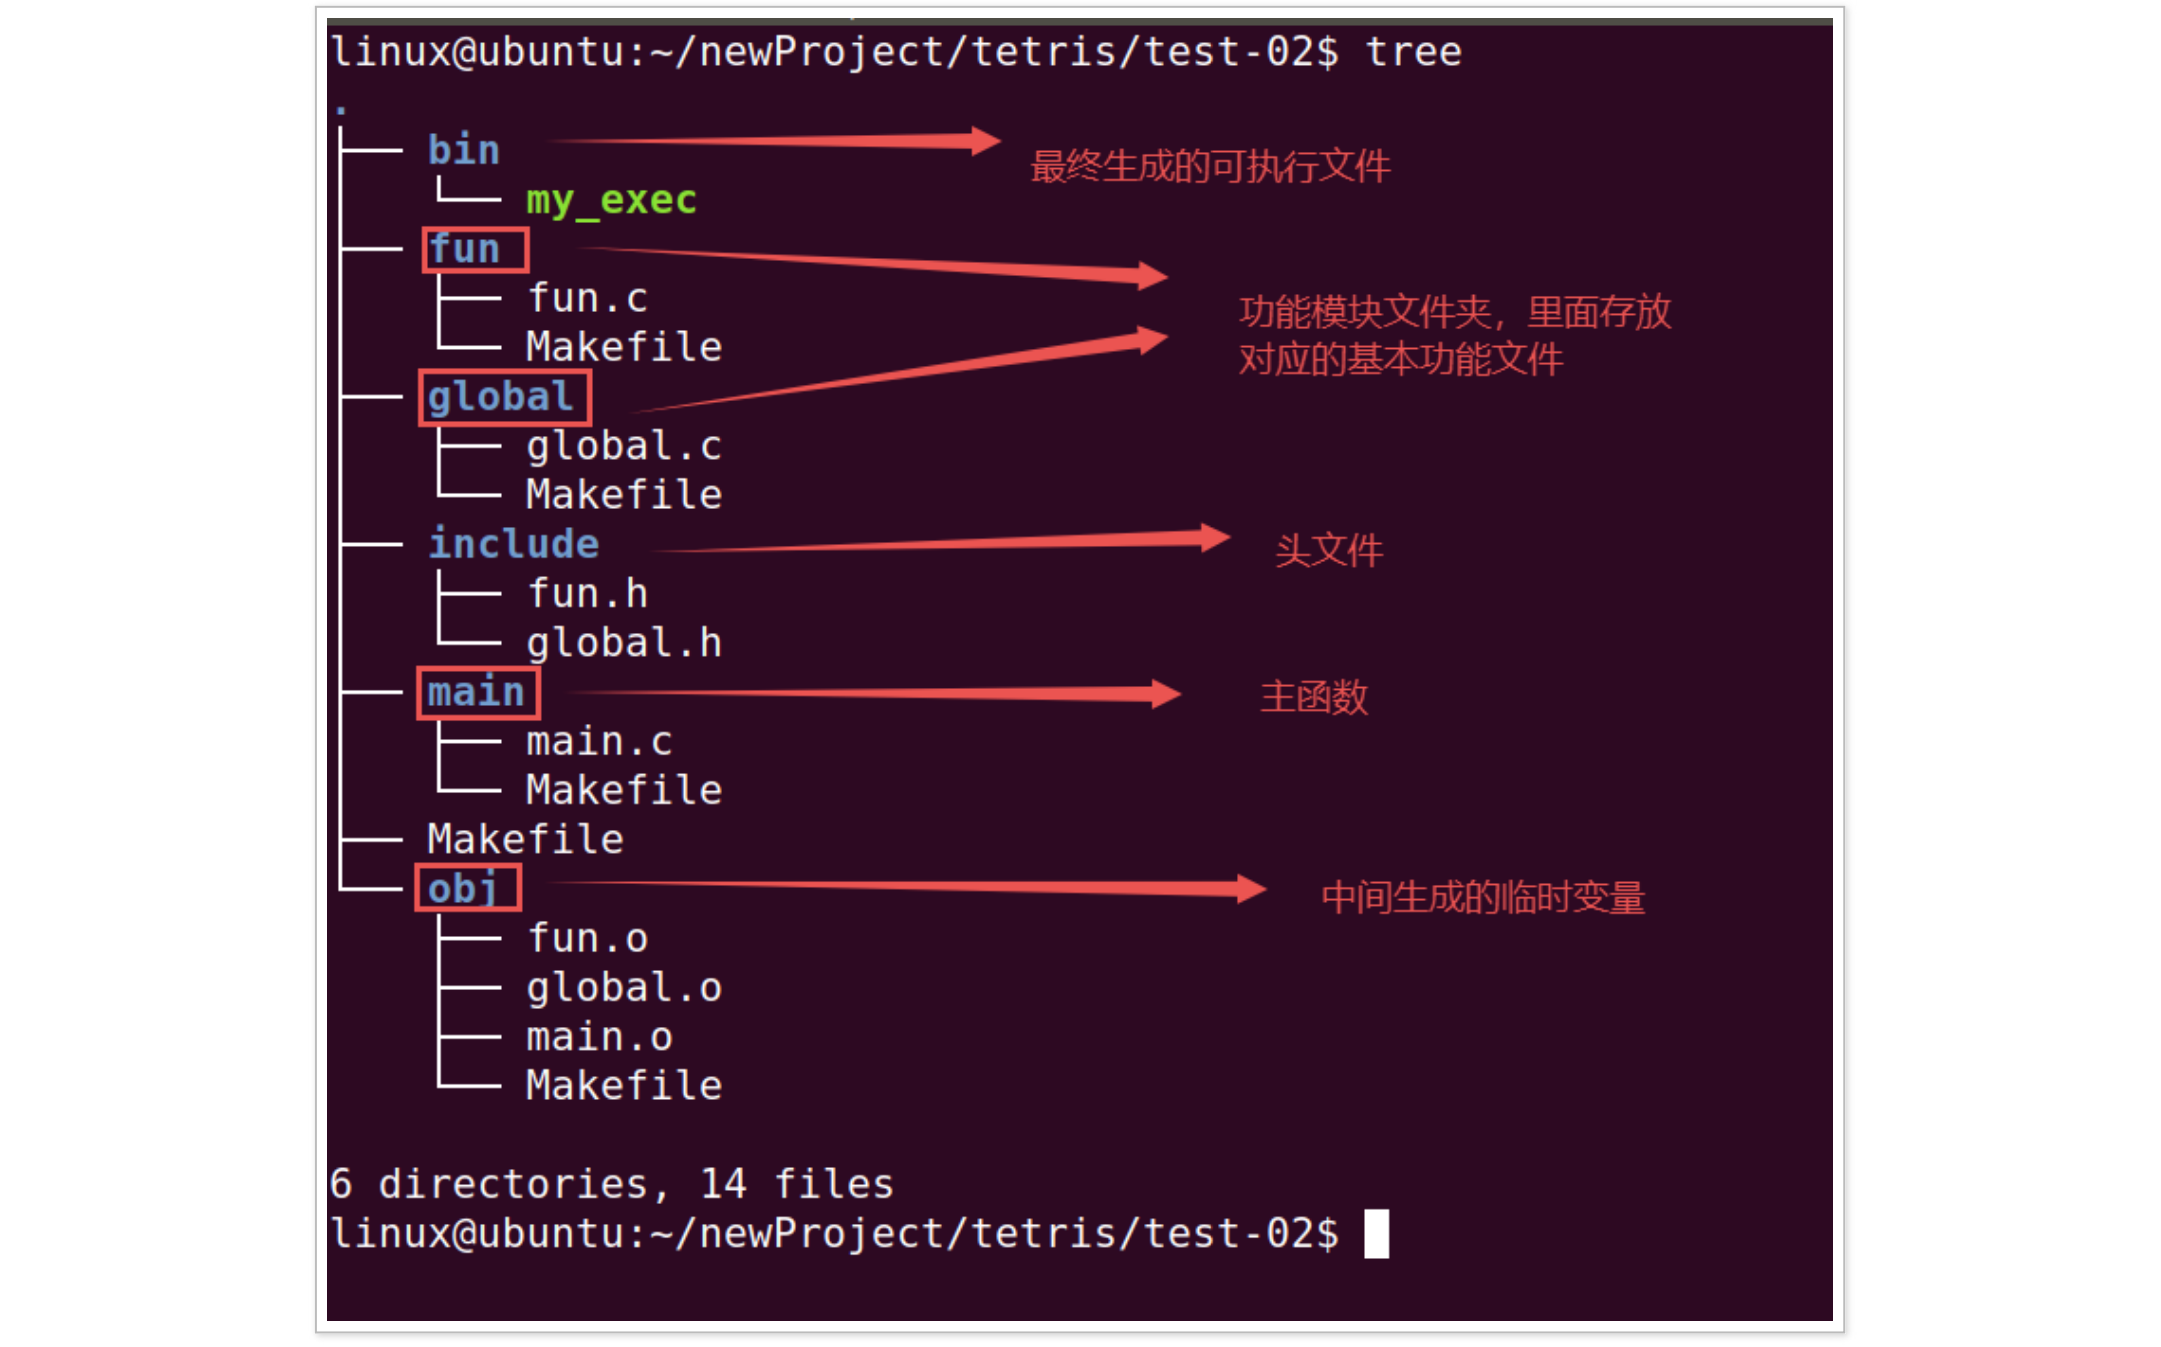 linux@ubuntu:~/newProject/tetris/test-02$ tree
.
├── bin
最终生成的可执行文件
│   └── my_exec
├── fun
│   ├── fun.c
功能模块文件夹，里面存放
│   └── Makefile
对应的基本功能文件
├── global
│   ├── global.c
│   └── Makefile
├── include
头文件
│   ├── fun.h
│   └── global.h
├── main
主函数
│   ├── main.c
│   └── Makefile
├── Makefile
└── obj
中间生成的临时变量
    ├── fun.o
    ├── global.o
    ├── main.o
    └── Makefile
6 directories, 14 files
linux@ubuntu:~/newProject/tetris/test-02$